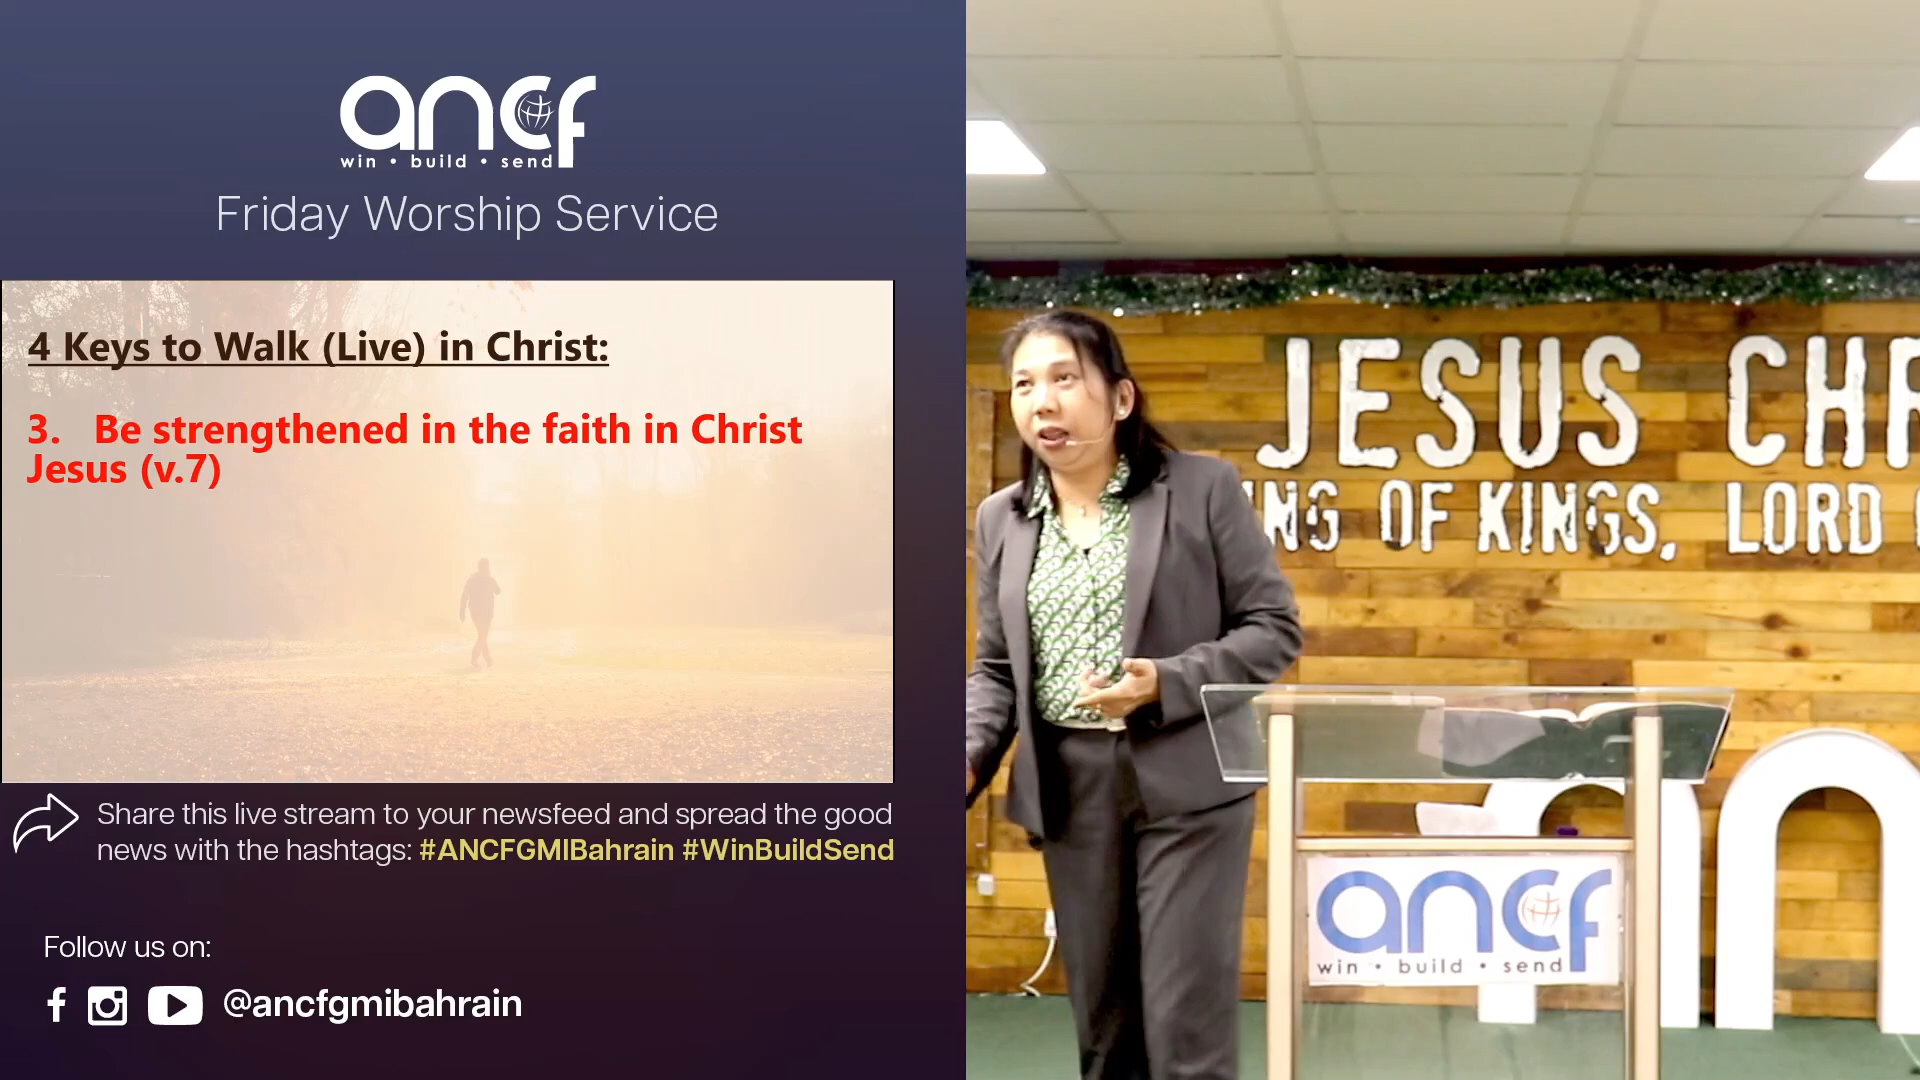 ancf
win • build • send
Friday Worship Service
4 Keys to Walk (Live) in Christ:
3. Be strengthened in the faith in Christ
Jesus (v.7)
Share this live stream to your newsfeed and spread the good
news with the hashtags: #ANCFGMIBahrain #WinBuildSend
Follow us on:
@ancfgmibahrain
JESUS CHR
NG OF KINGS, LORD
ancf
win • build • send